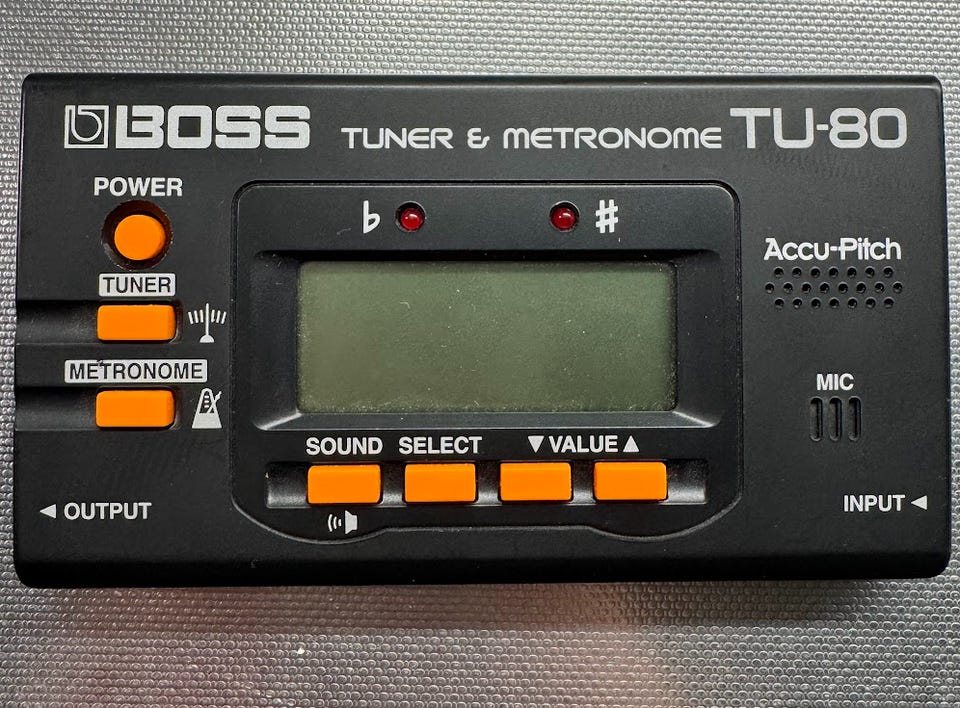 BOSS TUNER & METRONOME TU-80
POWER
♭ ♯
Accu-Pitch
TUNER
METRONOME
MIC
SOUND SELECT ▼ VALUE ▲
◀ OUTPUT
INPUT ◀